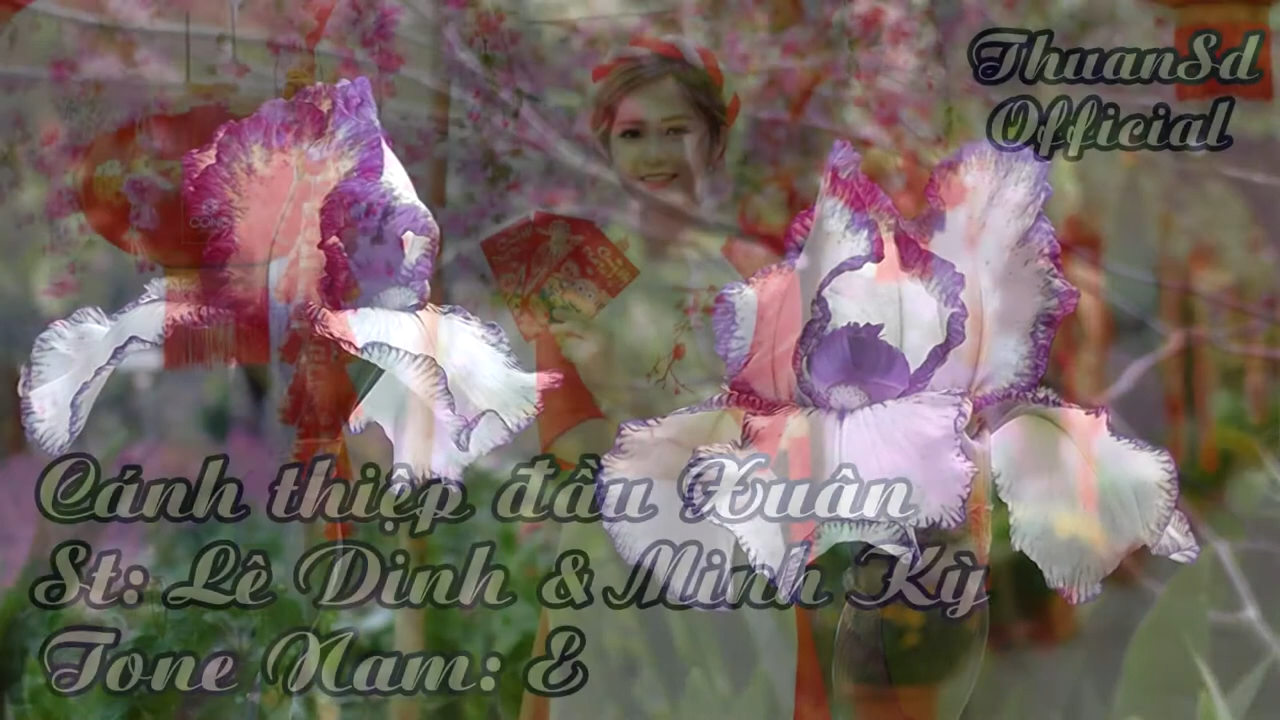 ThuanSd
Official
Cánh thiệp đầu Xuân
St: Lê Dinh & Minh Kỳ
Tone Nam: E